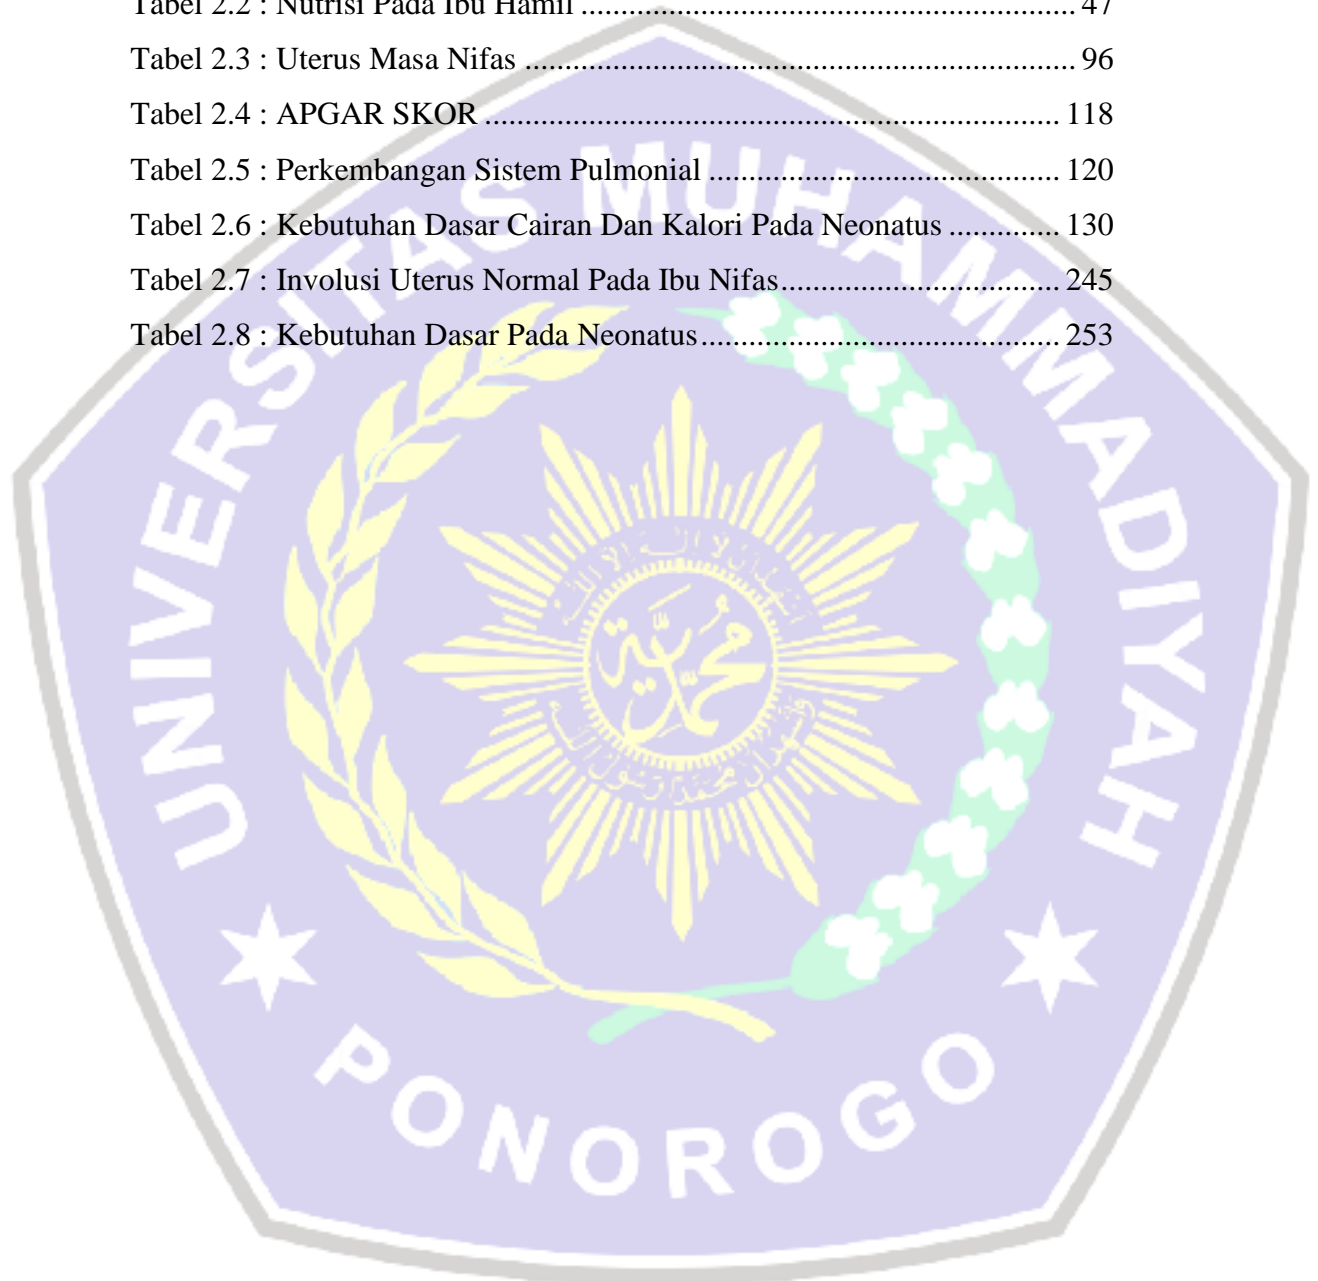 Tabel 2.2 : Nutrisi Pada Ibu Hamil .............................................................. 47
Tabel 2.3 : Uterus Masa Nifas ..................................................................... 96
Tabel 2.4 : APGAR SKOR ........................................................................ 118
Tabel 2.5 : Perkembangan Sistem Pulmonial ............................................ 120
Tabel 2.6 : Kebutuhan Dasar Cairan Dan Kalori Pada Neonatus .............. 130
Tabel 2.7 : Involusi Uterus Normal Pada Ibu Nifas................................... 245
Tabel 2.8 : Kebutuhan Dasar Pada Neonatus............................................. 253
UNIVERSITAS MUHAMMADIYAH
محمدية
PONOROGO